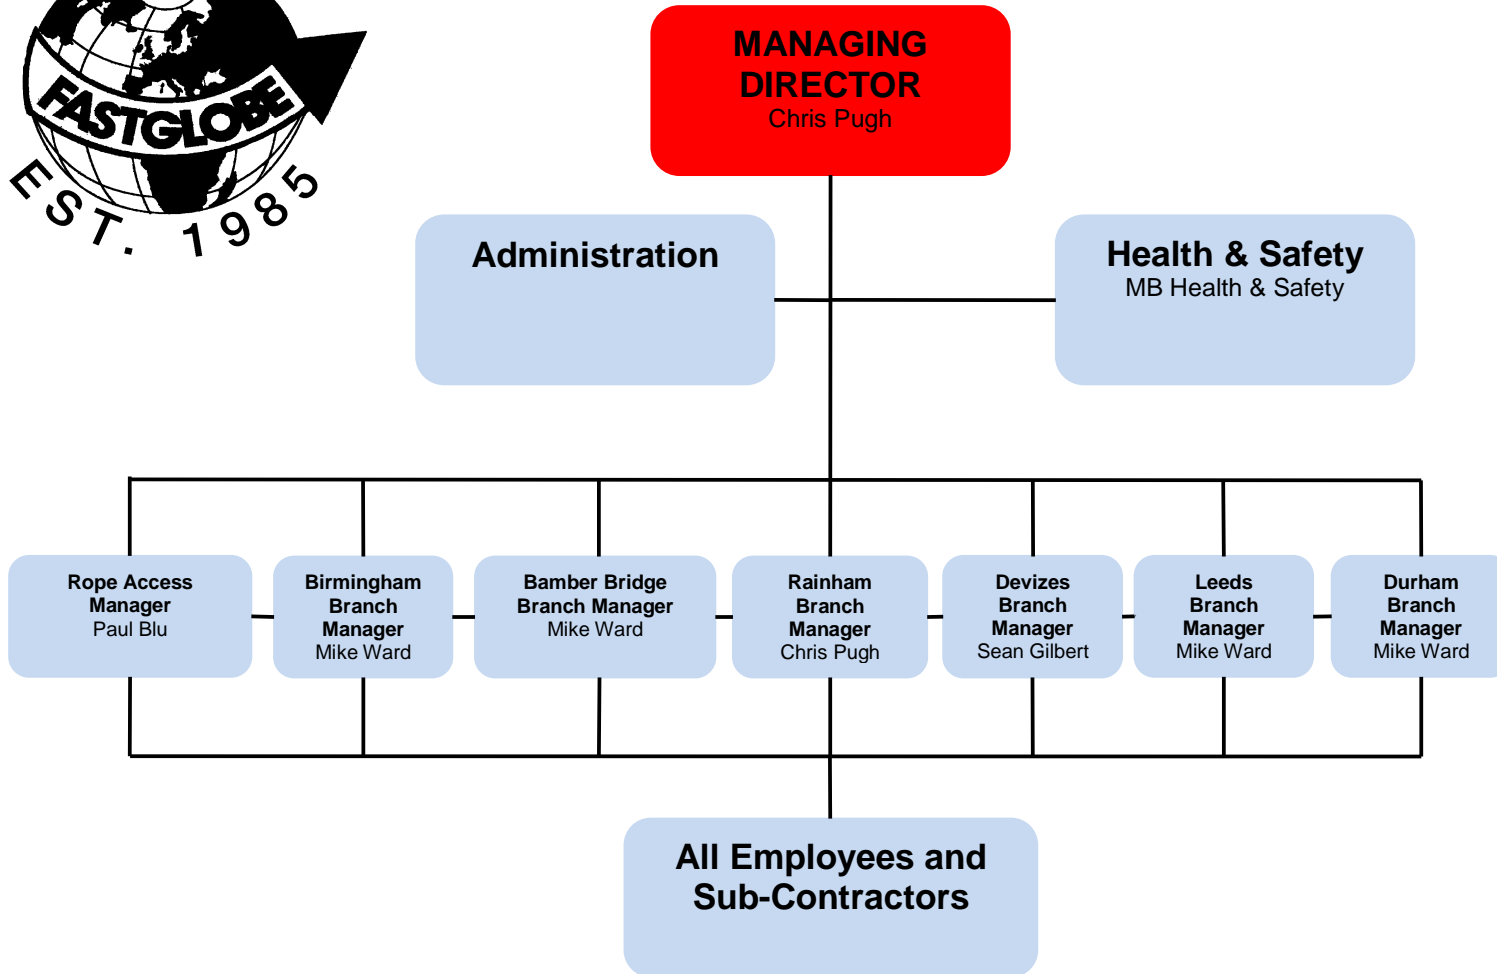 FASTGLOBE
EST. 1985
MANAGING
DIRECTOR
Chris Pugh
Administration
Health & Safety
MB Health & Safety
Rope Access
Manager
Paul Blu
Birmingham
Branch
Manager
Mike Ward
Bamber Bridge
Branch Manager
Mike Ward
Rainham
Branch
Manager
Chris Pugh
Devizes
Branch
Manager
Sean Gilbert
Leeds
Branch
Manager
Mike Ward
Durham
Branch
Manager
Mike Ward
All Employees and
Sub-Contractors